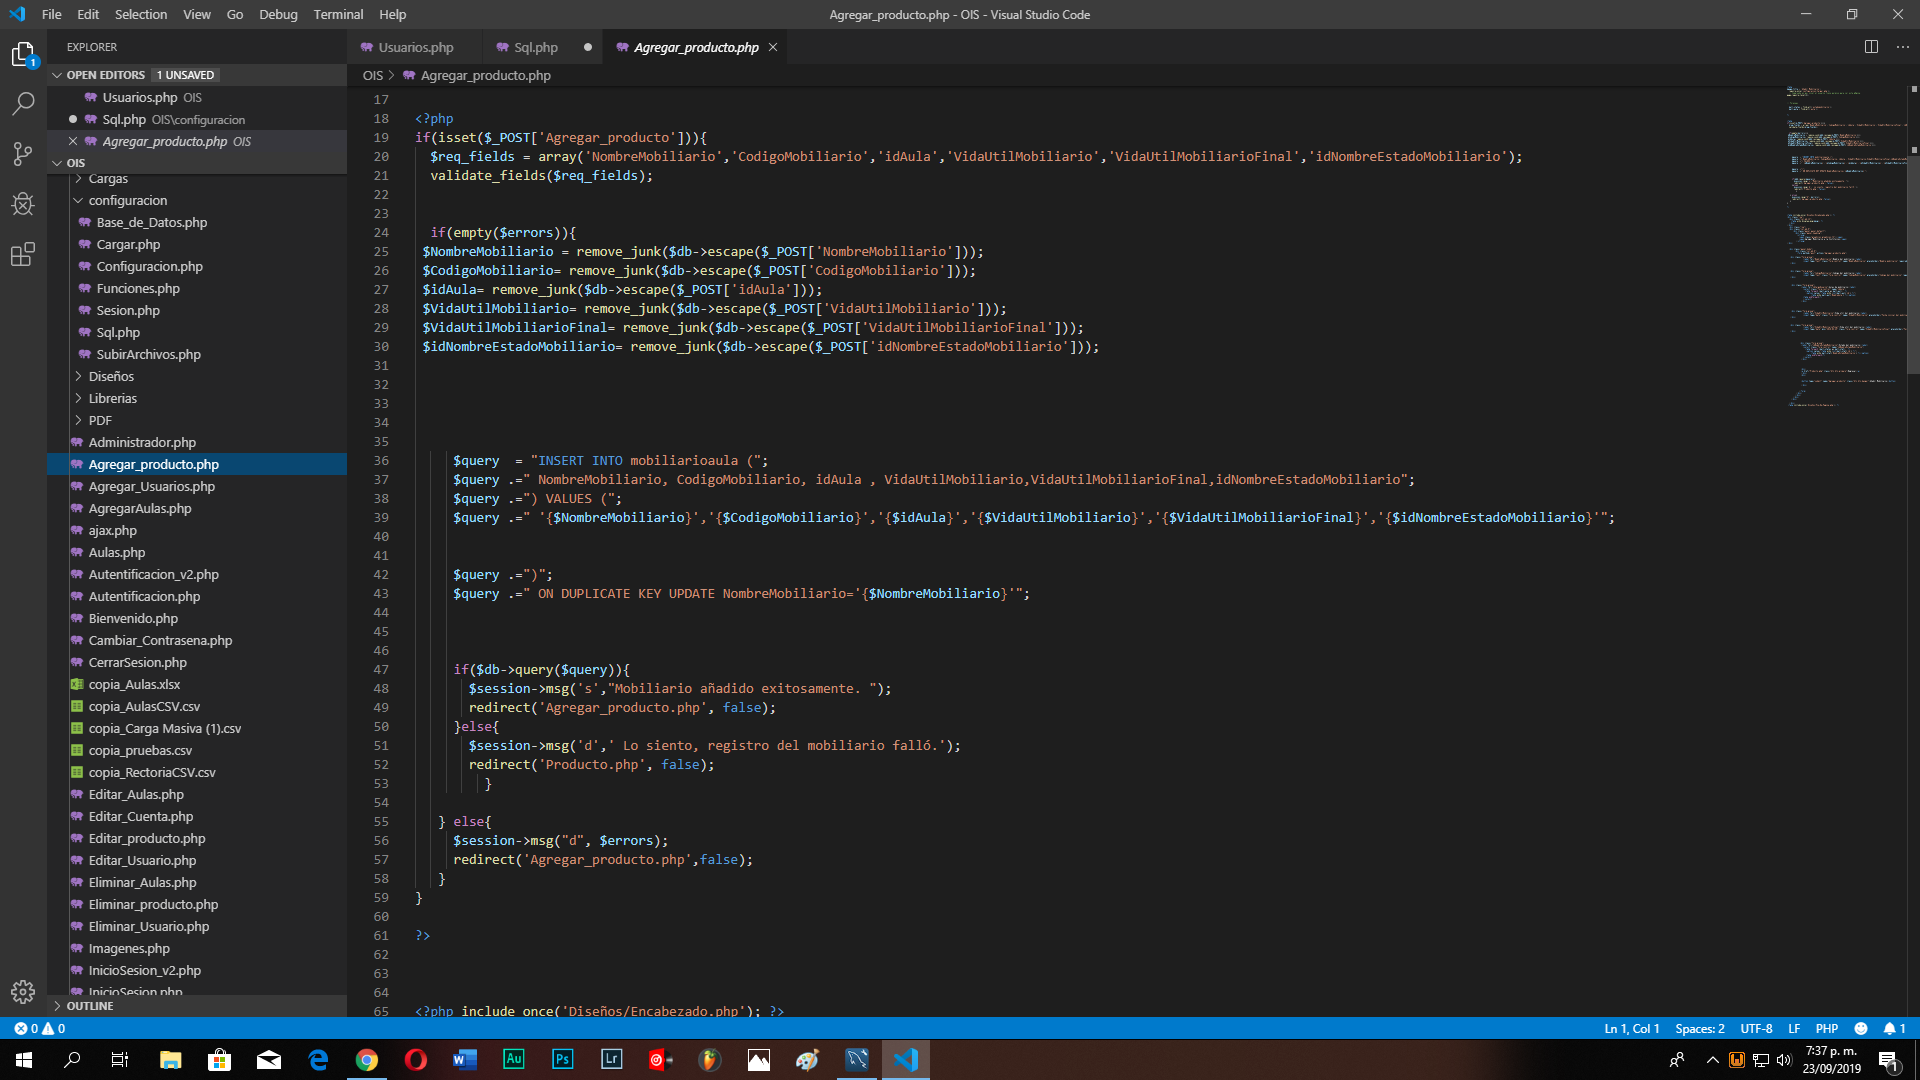 File Edit Selection View Go Debug Terminal Help
Agregar_producto.php - OIS - Visual Studio Code
EXPLORER
OPEN EDITORS 1 UNSAVED
Usuarios.php OIS
Sql.php OIS\configuracion
Agregar_producto.php OIS
OIS
Cargas
configuracion
Base_de_Datos.php
Cargar.php
Configuracion.php
Funciones.php
Sesion.php
Sql.php
SubirArchivos.php
Diseños
Librerias
PDF
Administrador.php
Agregar_producto.php
Agregar_Usuarios.php
AgregarAulas.php
ajax.php
Aulas.php
Autentificacion_v2.php
Autentificacion.php
Bienvenido.php
Cambiar_Contrasena.php
CerrarSesion.php
copia_Aulas.xlsx
copia_AulasCSV.csv
copia_Carga Masiva (1).csv
copia_pruebas.csv
copia_RectoriaCSV.csv
Editar_Aulas.php
Editar_Cuenta.php
Editar_producto.php
Editar_Usuario.php
Eliminar_Aulas.php
Eliminar_producto.php
Eliminar_Usuario.php
Imagenes.php
InicioSesion_v2.php
InicioSesion.php
OUTLINE
Usuarios.php Sql.php Agregar_producto.php
OIS > Agregar_producto.php
17
18 <?php
19 if(isset($_POST['Agregar_producto'])){
20 $req_fields = array('NombreMobiliario','CodigoMobiliario','idAula','VidaUtilMobiliario','VidaUtilMobiliarioFinal','idNombreEstadoMobiliario');
21 validate_fields($req_fields);
22
23
24 if(empty($errors)){
25 $NombreMobiliario = remove_junk($db->escape($_POST['NombreMobiliario']));
26 $CodigoMobiliario= remove_junk($db->escape($_POST['CodigoMobiliario']));
27 $idAula= remove_junk($db->escape($_POST['idAula']));
28 $VidaUtilMobiliario= remove_junk($db->escape($_POST['VidaUtilMobiliario']));
29 $VidaUtilMobiliarioFinal= remove_junk($db->escape($_POST['VidaUtilMobiliarioFinal']));
30 $idNombreEstadoMobiliario= remove_junk($db->escape($_POST['idNombreEstadoMobiliario']));
31
32
33
34
35
36 $query  = "INSERT INTO mobiliarioaula (";
37 $query .=" NombreMobiliario, CodigoMobiliario, idAula , VidaUtilMobiliario,VidaUtilMobiliarioFinal,idNombreEstadoMobiliario";
38 $query .=") VALUES (";
39 $query .=" '{$NombreMobiliario}','{$CodigoMobiliario}','{$idAula}','{$VidaUtilMobiliario}','{$VidaUtilMobiliarioFinal}','{$idNombreEstadoMobiliario}'";
40
41
42 $query .=")";
43 $query .=" ON DUPLICATE KEY UPDATE NombreMobiliario='{$NombreMobiliario}'";
44
45
46
47 if($db->query($query)){
48 $session->msg('s',"Mobiliario añadido exitosamente. ");
49 redirect('Agregar_producto.php', false);
50 }else{
51 $session->msg('d',' Lo siento, registro del mobiliario falló.');
52 redirect('Producto.php', false);
53 }
54
55 } else{
56 $session->msg("d", $errors);
57 redirect('Agregar_producto.php',false);
58 }
59 }
60
61 ?>
62
63
64
65 <?php include_once('Diseños/Encabezado.php'); ?>
0 0
Ln 1, Col 1 Spaces: 2 UTF-8 LF PHP 1
7:37 p. m.
23/09/2019